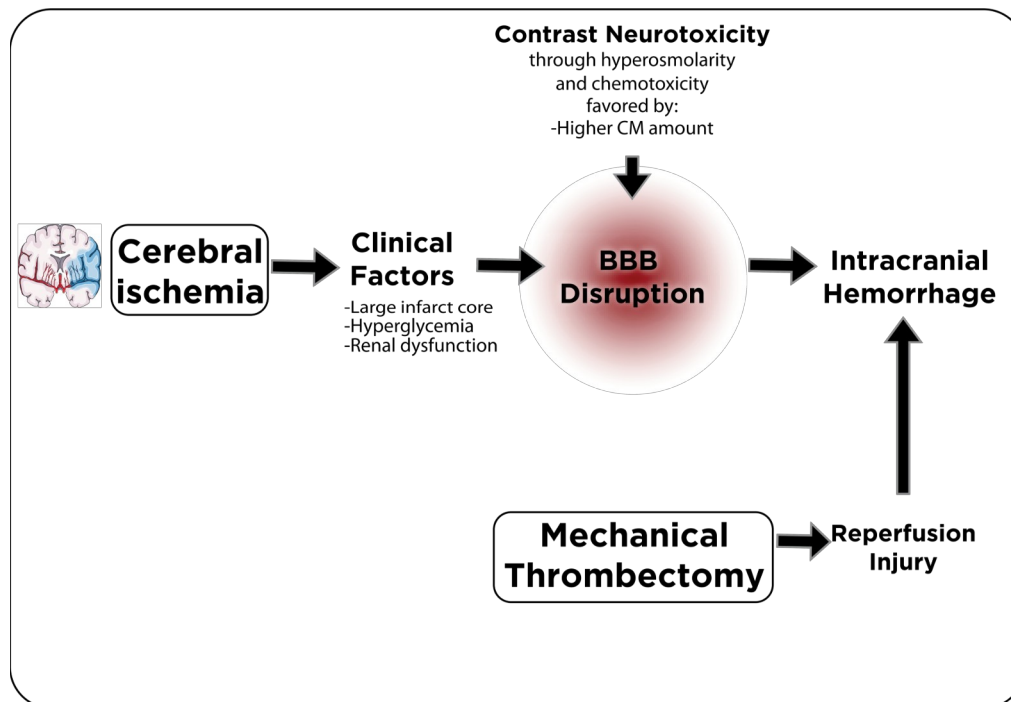 Contrast Neurotoxicity
through hyperosmolarity
and chemotoxicity
favored by:
-Higher CM amount
Cerebral
ischemia
Clinical
Factors
-Large infarct core
-Hyperglycemia
-Renal dysfunction
BBB
Disruption
Intracranial
Hemorrhage
Mechanical
Thrombectomy
Reperfusion
Injury